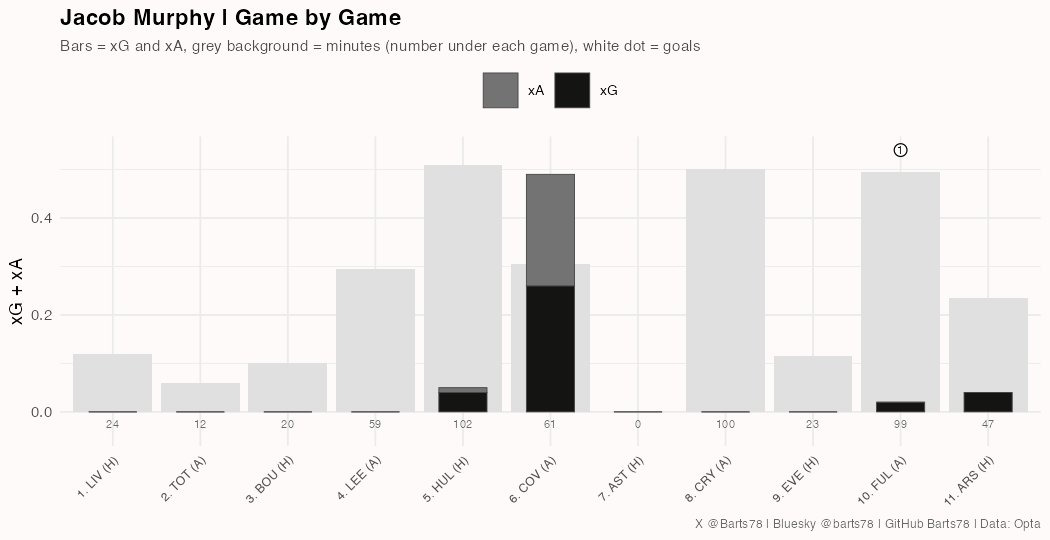 Jacob Murphy | Game by Game
Bars = xG and xA, grey background = minutes (number under each game), white dot = goals
xA xG
1
xG + xA
0.4
0.2
0.0
24 12 20 59 102 61 0 100 23 99 47
1. LIV (H) 2. TOT (A) 3. BOU (H) 4. LEE (A) 5. HUL (H) 6. COV (A) 7. AST (H) 8. CRY (A) 9. EVE (H) 10. FUL (A) 11. ARS (H)
X @Barts78 | Bluesky @barts78 | GitHub Barts78 | Data: Opta